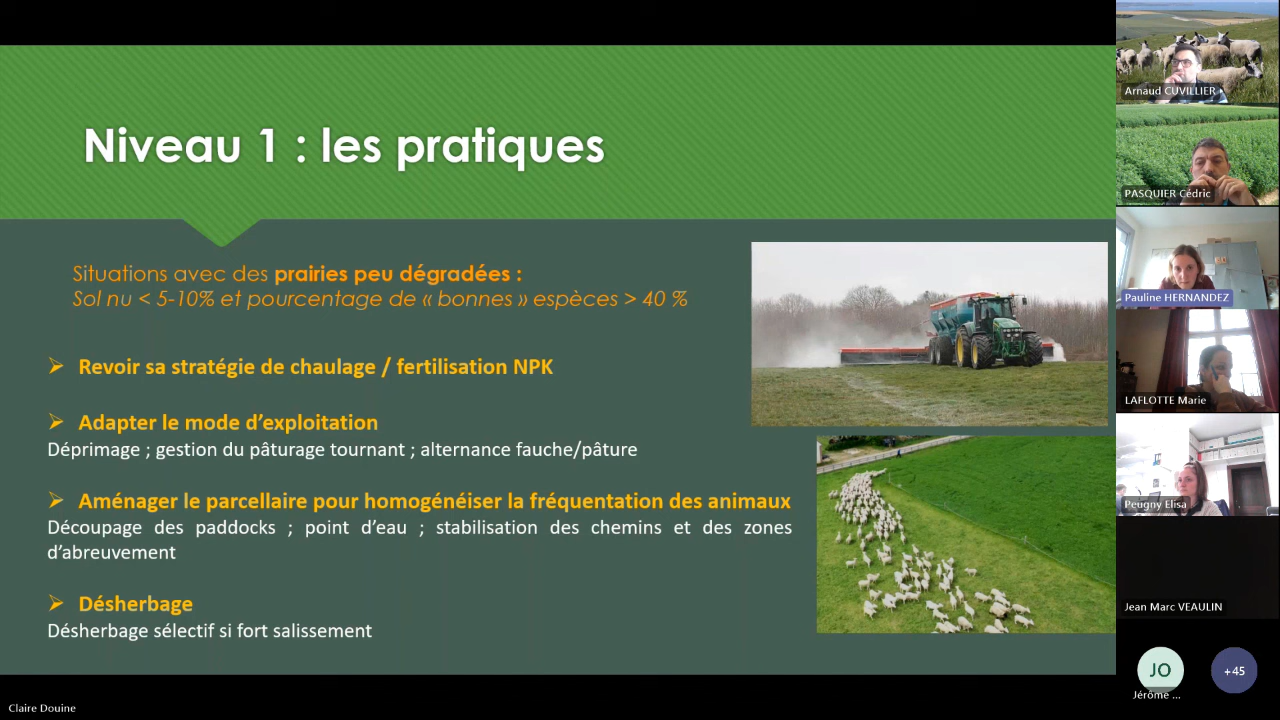 Niveau 1 : les pratiques
Situations avec des prairies peu dégradées :
Sol nu < 5-10% et pourcentage de « bonnes » espèces > 40 %
Revoir sa stratégie de chaulage / fertilisation NPK
Adapter le mode d’exploitation
Déprimage ; gestion du pâturage tournant ; alternance fauche/pâture
Aménager le parcellaire pour homogénéiser la fréquentation des animaux
Découpage des paddocks ; point d’eau ; stabilisation des chemins et des zones
d’abreuvement
Désherbage
Désherbage sélectif si fort salissement
Arnaud CUVILLIER
PASQUIER Cédric
Pauline HERNANDEZ
LAFLOTTE Marie
Peugny Elisa
Jean Marc VEAULIN
JO
+45
Jérôme ...
Claire Douine